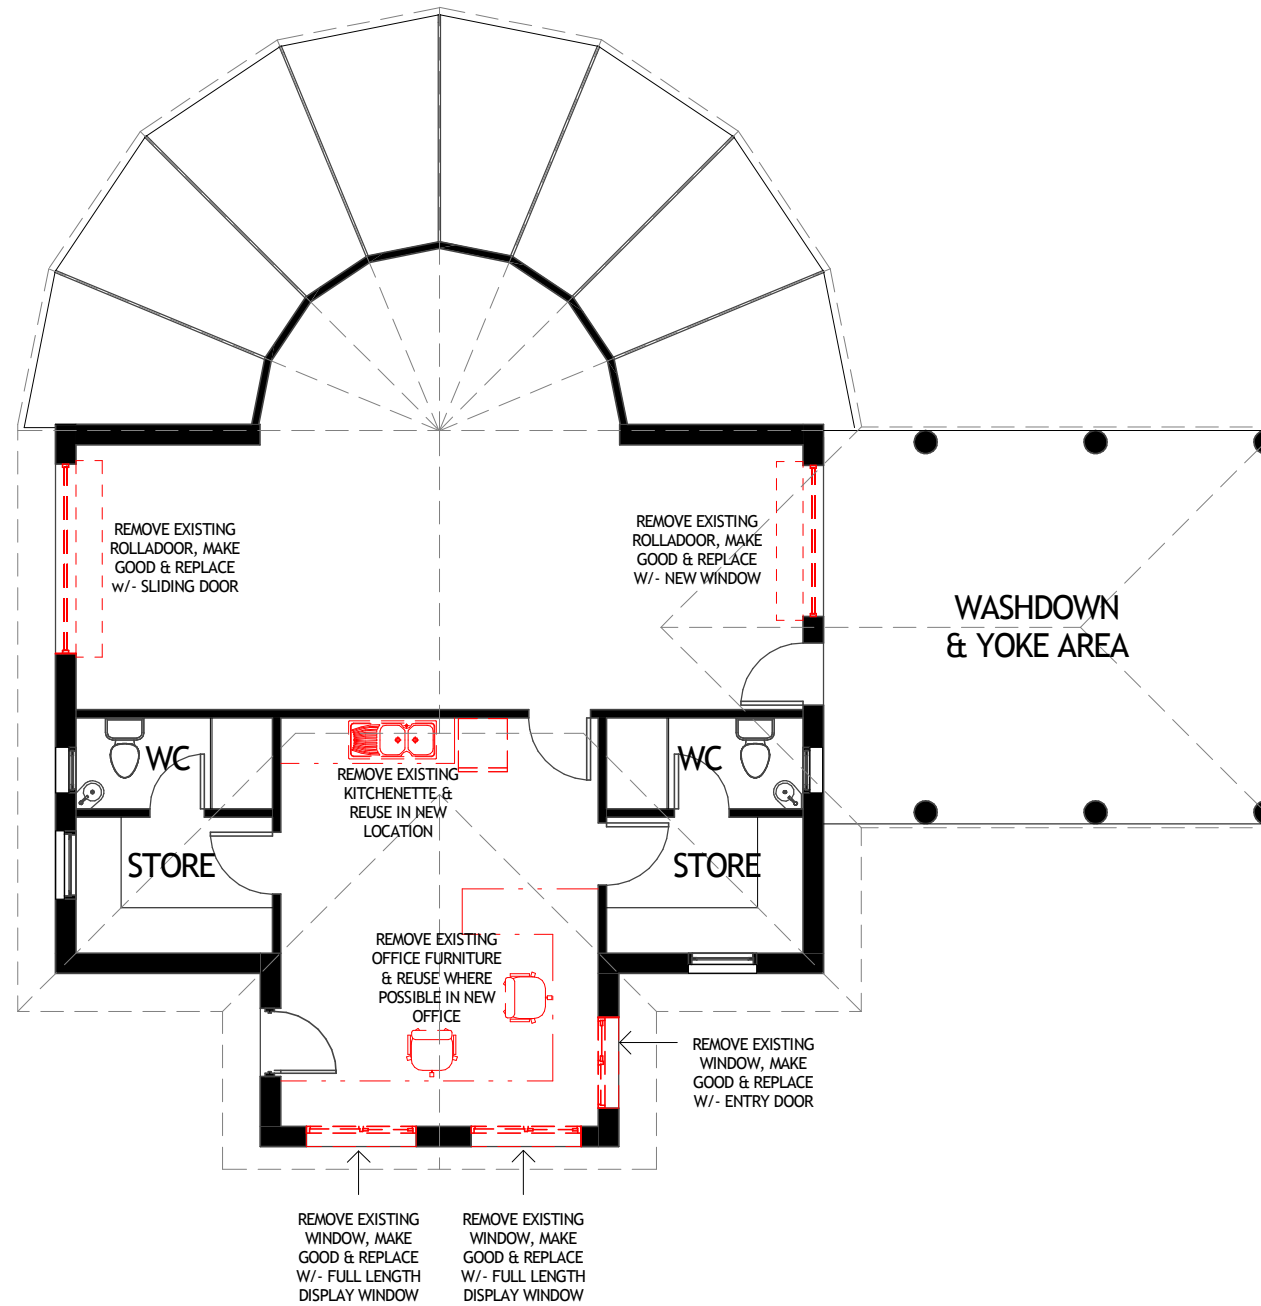 REMOVE EXISTING
ROLLADOOR, MAKE
GOOD & REPLACE
w/- SLIDING DOOR
REMOVE EXISTING
ROLLADOOR, MAKE
GOOD & REPLACE
W/- NEW WINDOW
WASHDOWN
& YOKE AREA
WC
WC
REMOVE EXISTING
KITCHENETTE &
REUSE IN NEW
LOCATION
STORE
STORE
REMOVE EXISTING
OFFICE FURNITURE
& REUSE WHERE
POSSIBLE IN NEW
OFFICE
REMOVE EXISTING
WINDOW, MAKE
GOOD & REPLACE
W/- ENTRY DOOR
REMOVE EXISTING
WINDOW, MAKE
GOOD & REPLACE
W/- FULL LENGTH
DISPLAY WINDOW
REMOVE EXISTING
WINDOW, MAKE
GOOD & REPLACE
W/- FULL LENGTH
DISPLAY WINDOW